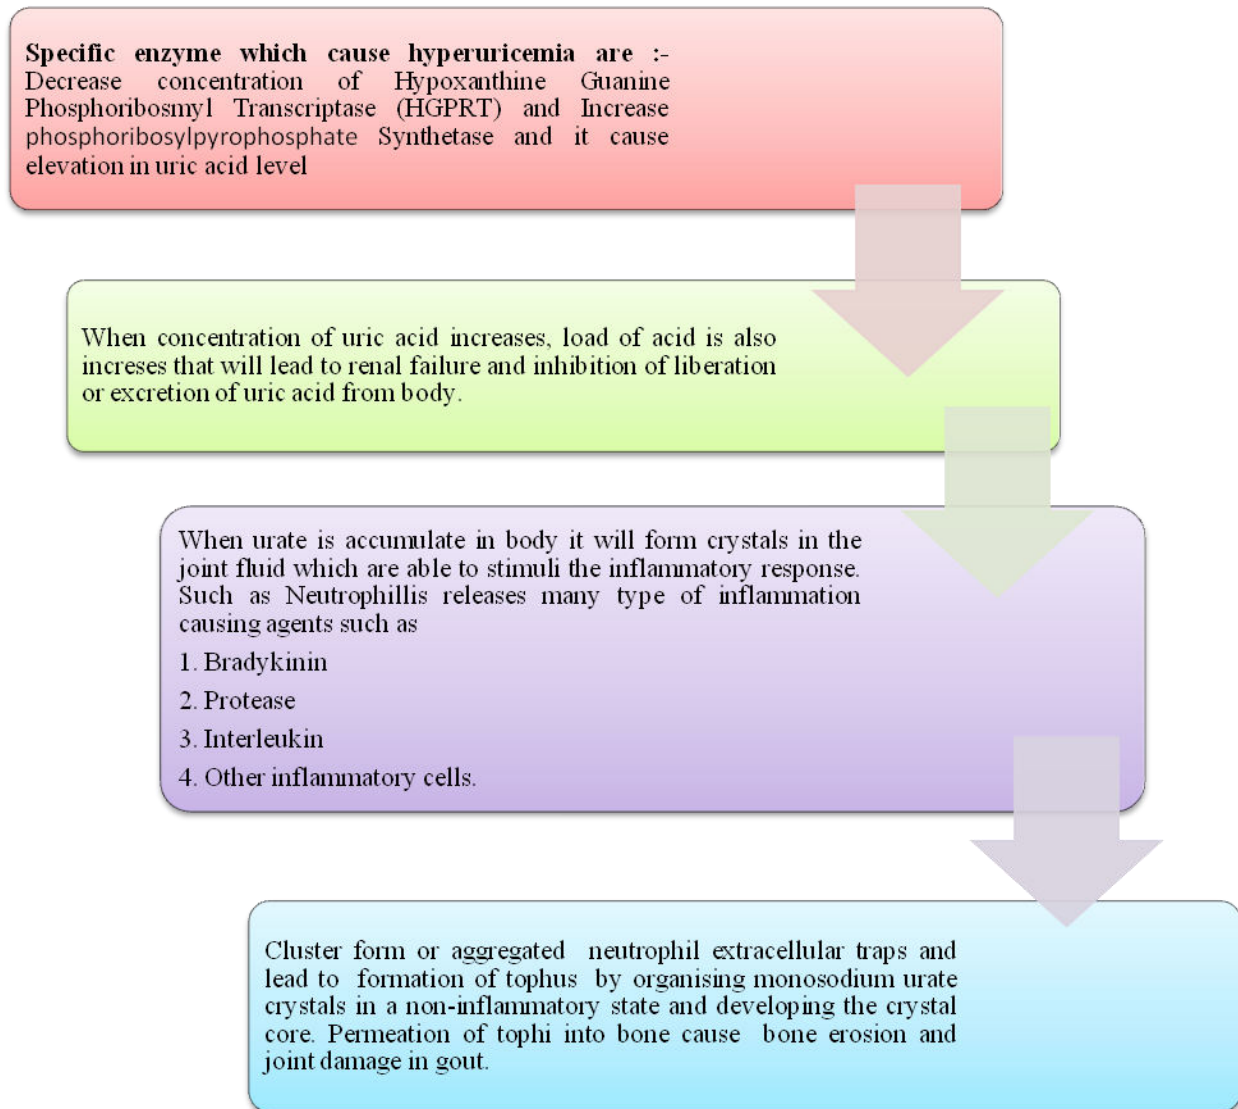 Specific enzyme which cause hyperuricemia are :-
Decrease concentration of Hypoxanthine Guanine
Phosphoribosmyl Transcriptase (HGPRT) and Increase
phosphoribosylpyrophosphate Synthetase and it cause
elevation in uric acid level
When concentration of uric acid increases, load of acid is also
increses that will lead to renal failure and inhibition of liberation
or excretion of uric acid from body.
When urate is accumulate in body it will form crystals in the
joint fluid which are able to stimuli the inflammatory response.
Such as Neutrophillis releases many type of inflammation
causing agents such as
1. Bradykinin
2. Protease
3. Interleukin
4. Other inflammatory cells.
Cluster form or aggregated neutrophil extracellular traps and
lead to formation of tophus by organising monosodium urate
crystals in a non-inflammatory state and developing the crystal
core. Permeation of tophi into bone cause bone erosion and
joint damage in gout.